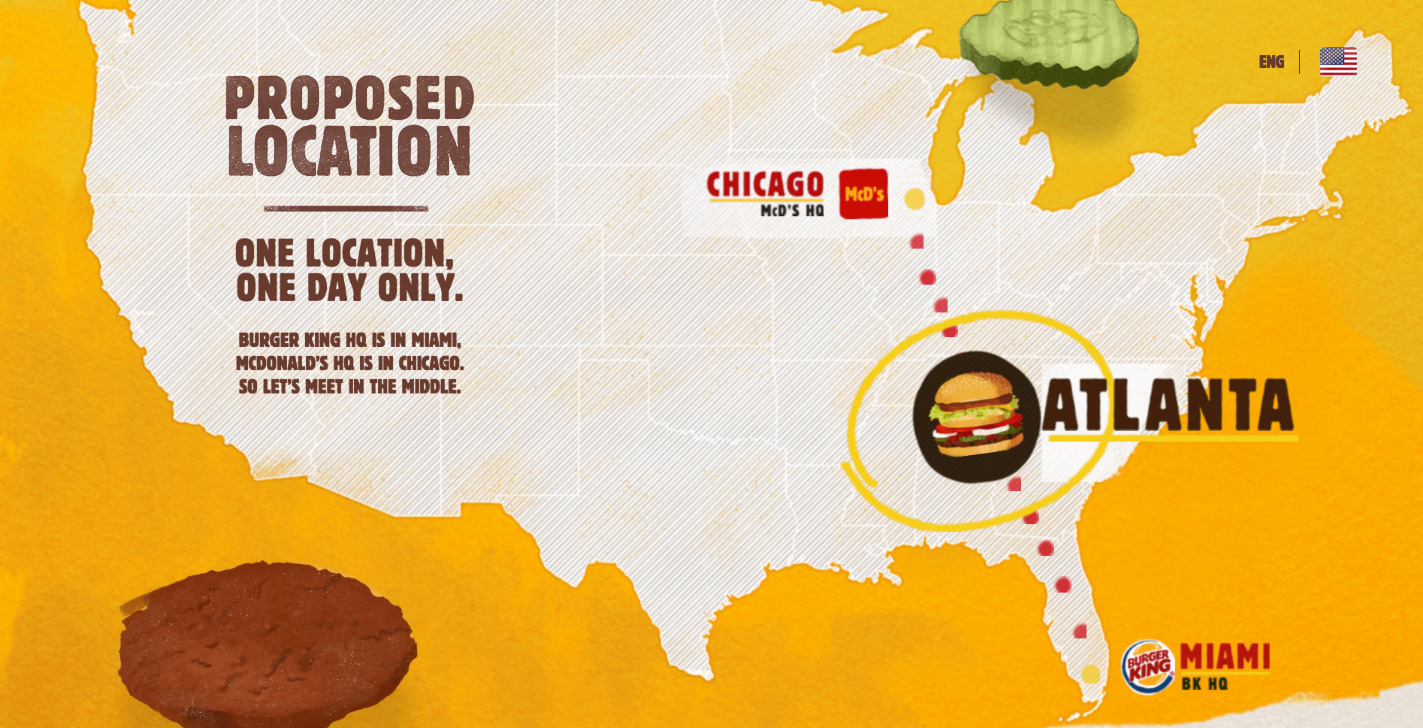 PROPOSED
LOCATION
ONE LOCATION,
ONE DAY ONLY.
BURGER KING HQ IS IN MIAMI,
MCDONALD'S HQ IS IN CHICAGO.
SO LET'S MEET IN THE MIDDLE.
ENG
CHICAGO
McD'S HQ
McD's
ATLANTA
BURGER
KING
MIAMI
BK HQ